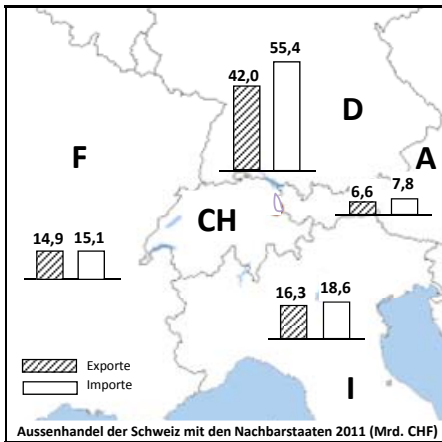 55,4
42,0
D
F
A
6,6 7,8
CH
14,9 15,1
16,3 18,6
Exporte
Importe
I
Aussenhandel der Schweiz mit den Nachbarstaaten 2011 (Mrd. CHF)